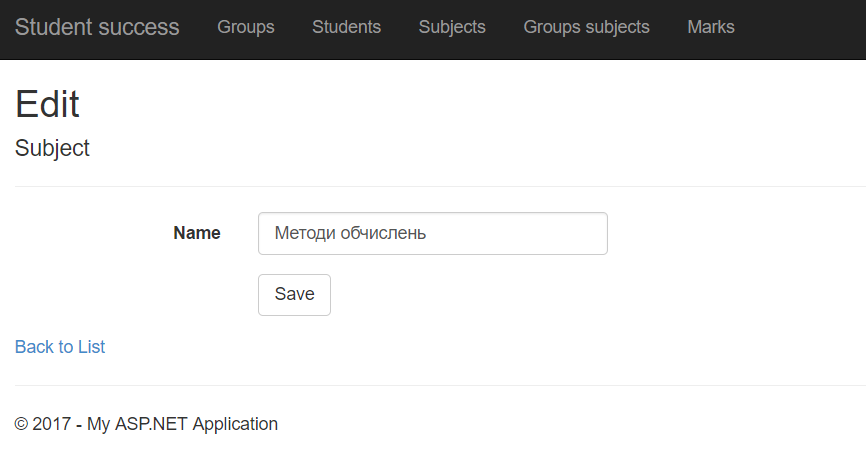 Student success Groups Students Subjects Groups subjects Marks
Edit
Subject
Name Методи обчислень
Save
Back to List
© 2017 - My ASP.NET Application